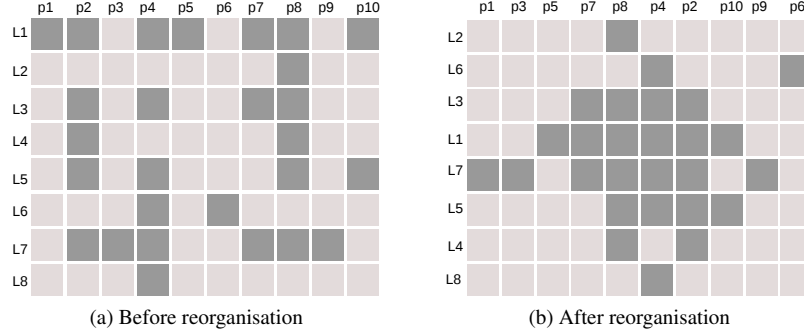 p1 p2 p3 p4 p5 p6 p7 p8 p9 p10
L1
L2
L3
L4
L5
L6
L7
L8
(a) Before reorganisation
p1 p3 p5 p7 p8 p4 p2 p10 p9 p6
L2
L6
L3
L1
L7
L5
L4
L8
(b) After reorganisation